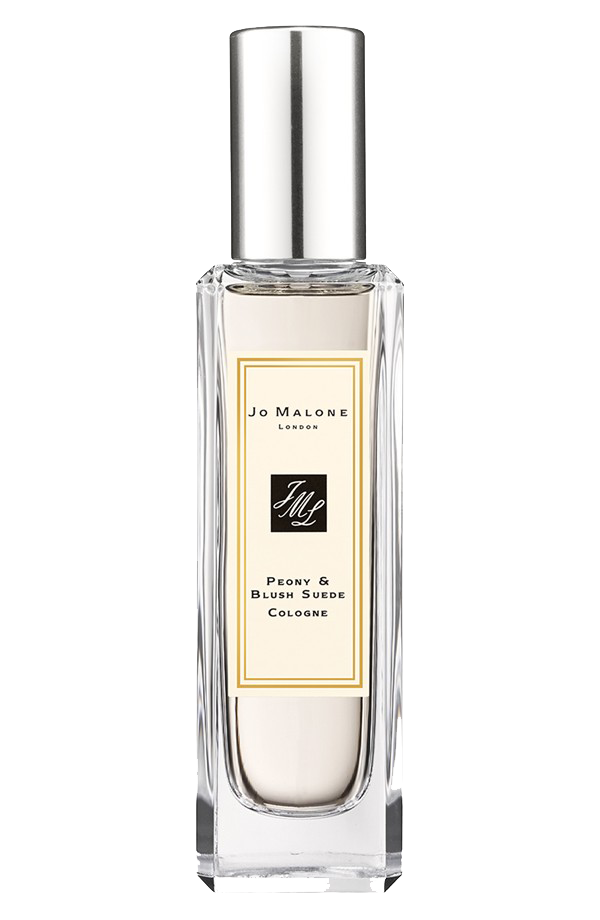 Jo Malone
London
JML
Peony &
Blush Suede
Cologne